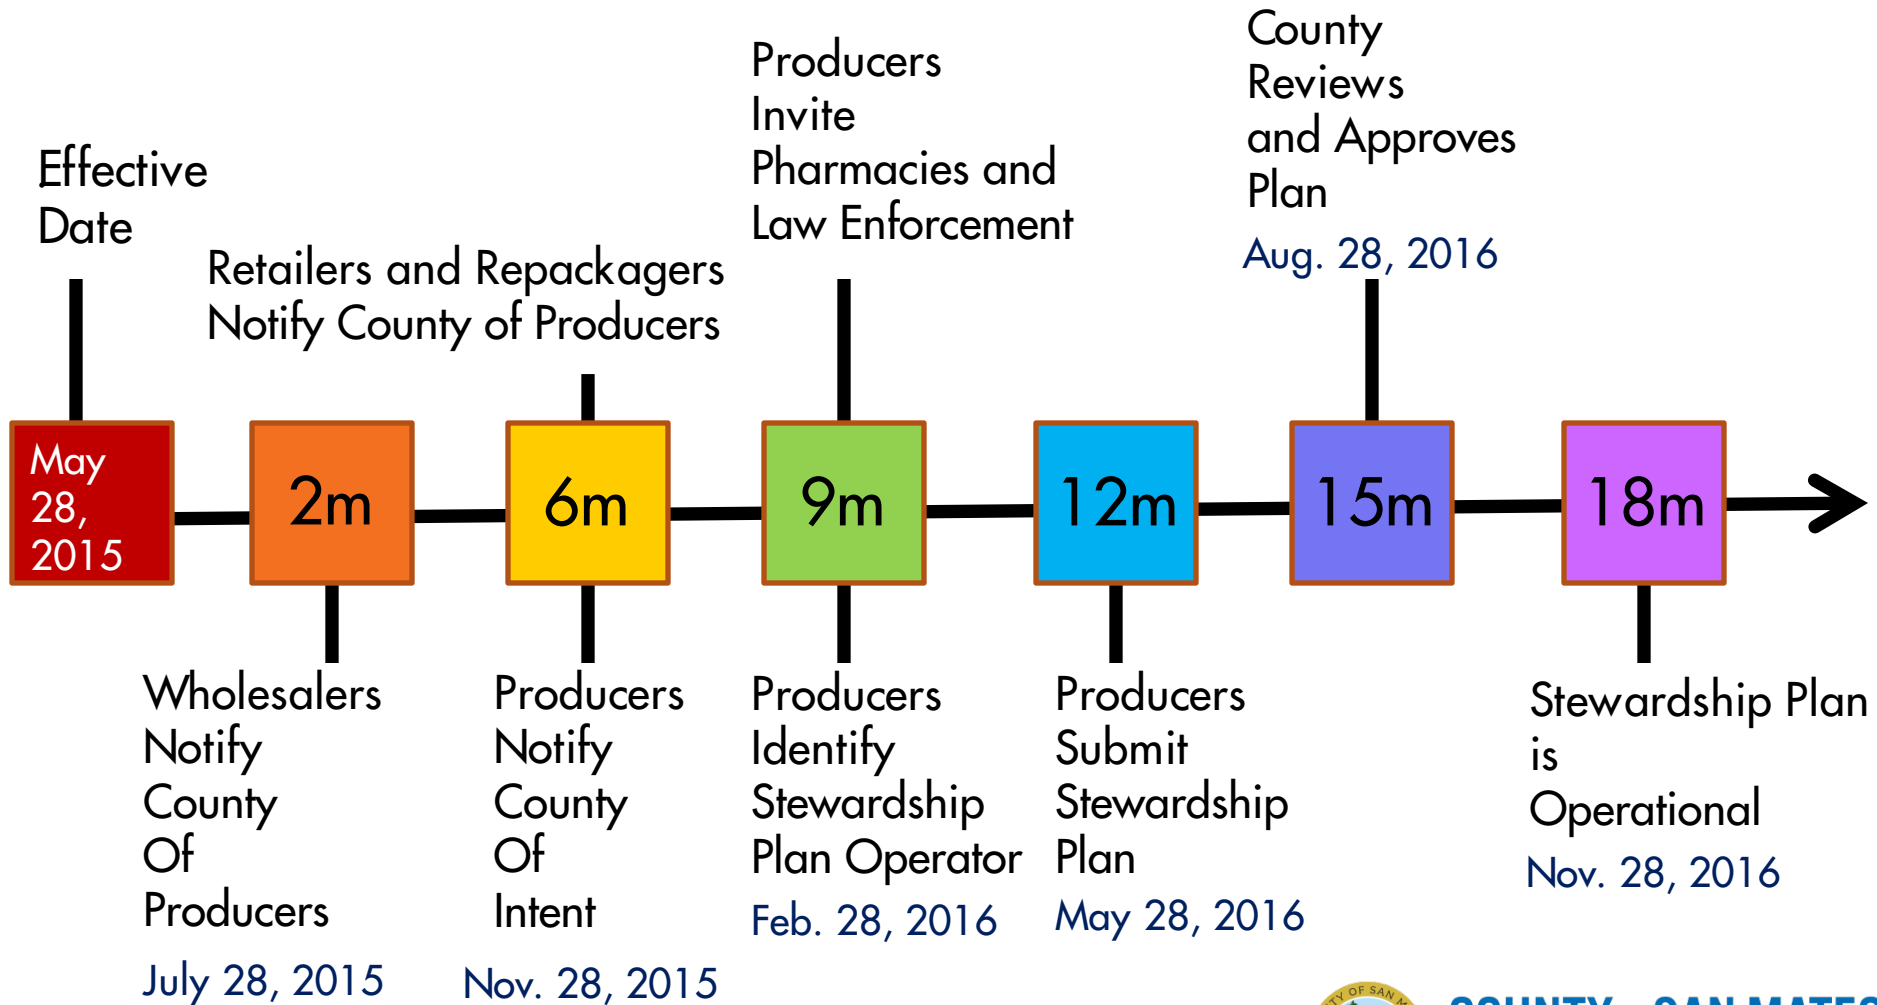 Effective
Date
Retailers and Repackagers
Notify County of Producers
Producers
Invite
Pharmacies and
Law Enforcement
County
Reviews
and Approves
Plan
Aug. 28, 2016
May
28,
2015
2m
6m
9m
12m
15m
18m
Wholesalers
Notify
County
Of
Producers
July 28, 2015
Producers
Notify
County
Of
Intent
Nov. 28, 2015
Producers
Identify
Stewardship
Plan Operator
Feb. 28, 2016
Producers
Submit
Stewardship
Plan
May 28, 2016
Stewardship Plan
is
Operational
Nov. 28, 2016